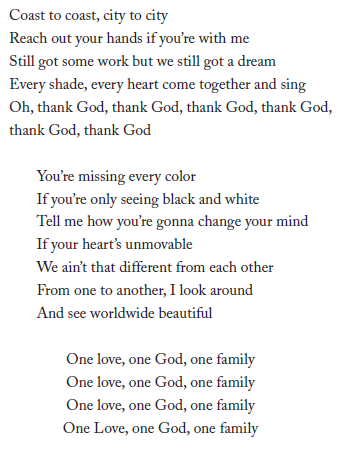 Coast to coast, city to city
Reach out your hands if you're with me
Still got some work but we still got a dream
Every shade, every heart come together and sing
Oh, thank God, thank God, thank God, thank God,
thank God, thank God
You're missing every color
If you're only seeing black and white
Tell me how you're gonna change your mind
If your heart's unmovable
We ain't that different from each other
From one to another, I look around
And see worldwide beautiful
One love, one God, one family
One love, one God, one family
One love, one God, one family
One Love, one God, one family